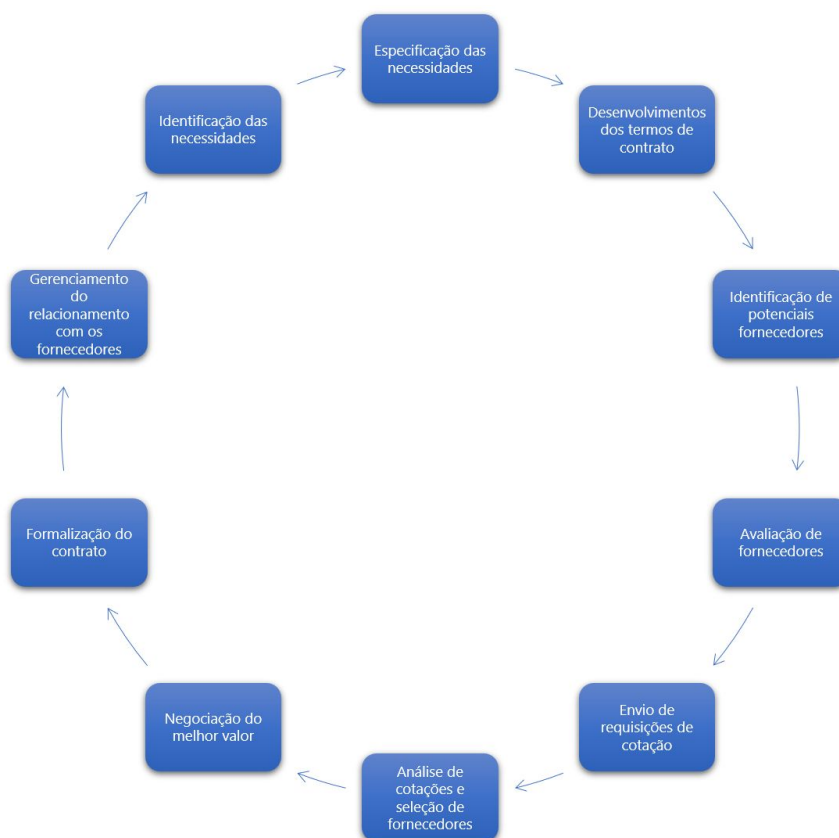 Especificação das
necessidades
Desenvolvimentos
dos termos de
contrato
Identificação de
potenciais
fornecedores
Avaliação de
fornecedores
Envio de
requisições de
cotação
Análise de
cotações e
seleção de
fornecedores
Negociação do
melhor valor
Formalização do
contrato
Gerenciamento
do
relacionamento
com os
fornecedores
Identificação das
necessidades